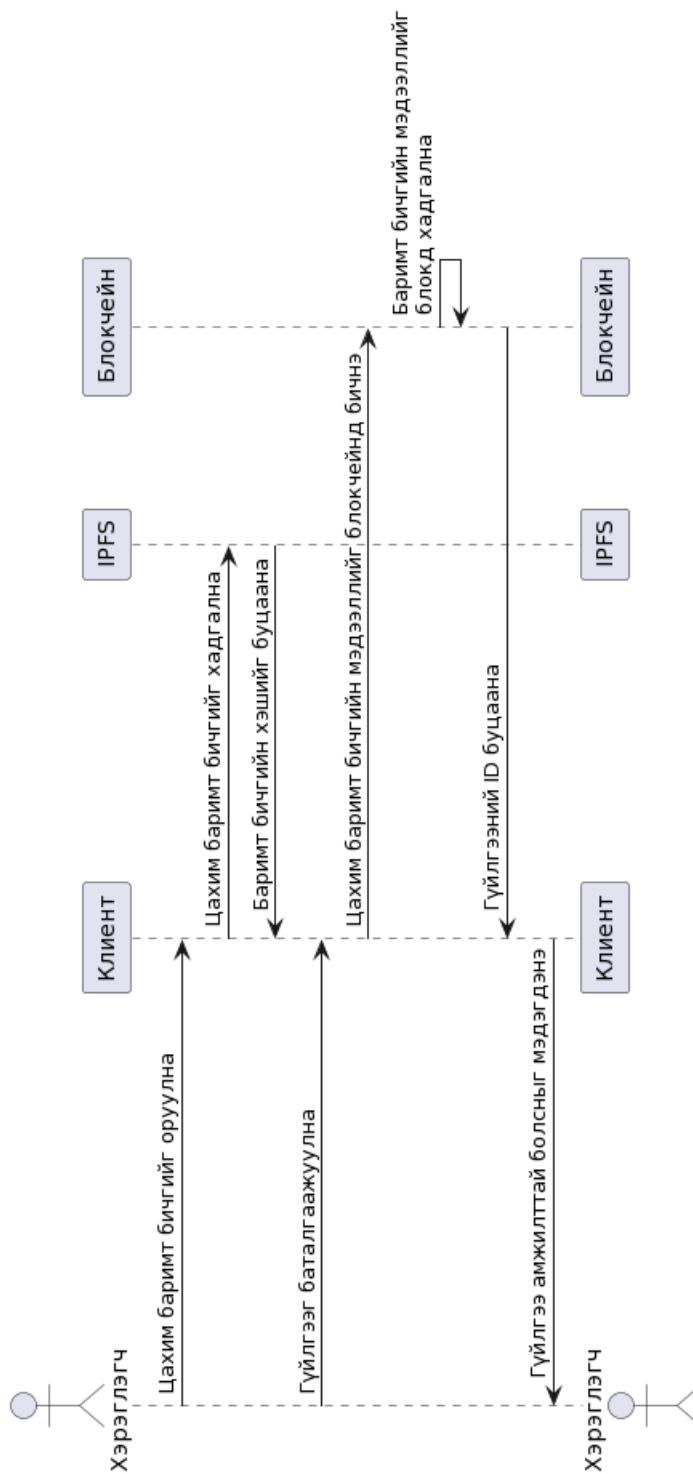 Хэрэглэгч
Клиент
IPFS
Блокчейн
Цахим баримт бичгийг оруулна
Цахим баримт бичгийг хадгална
Баримт бичгийн хэшийг буцаана
Гүйлгээг баталгаажуулна
Цахим баримт бичгийн мэдээллийг блокчейнд бичнэ
Баримт бичгийн мэдээллийг
блокд хадгална
Гүйлгээний ID буцаана
Гүйлгээ амжилттай болсныг мэдэгдэнэ
Хэрэглэгч
Клиент
IPFS
Блокчейн